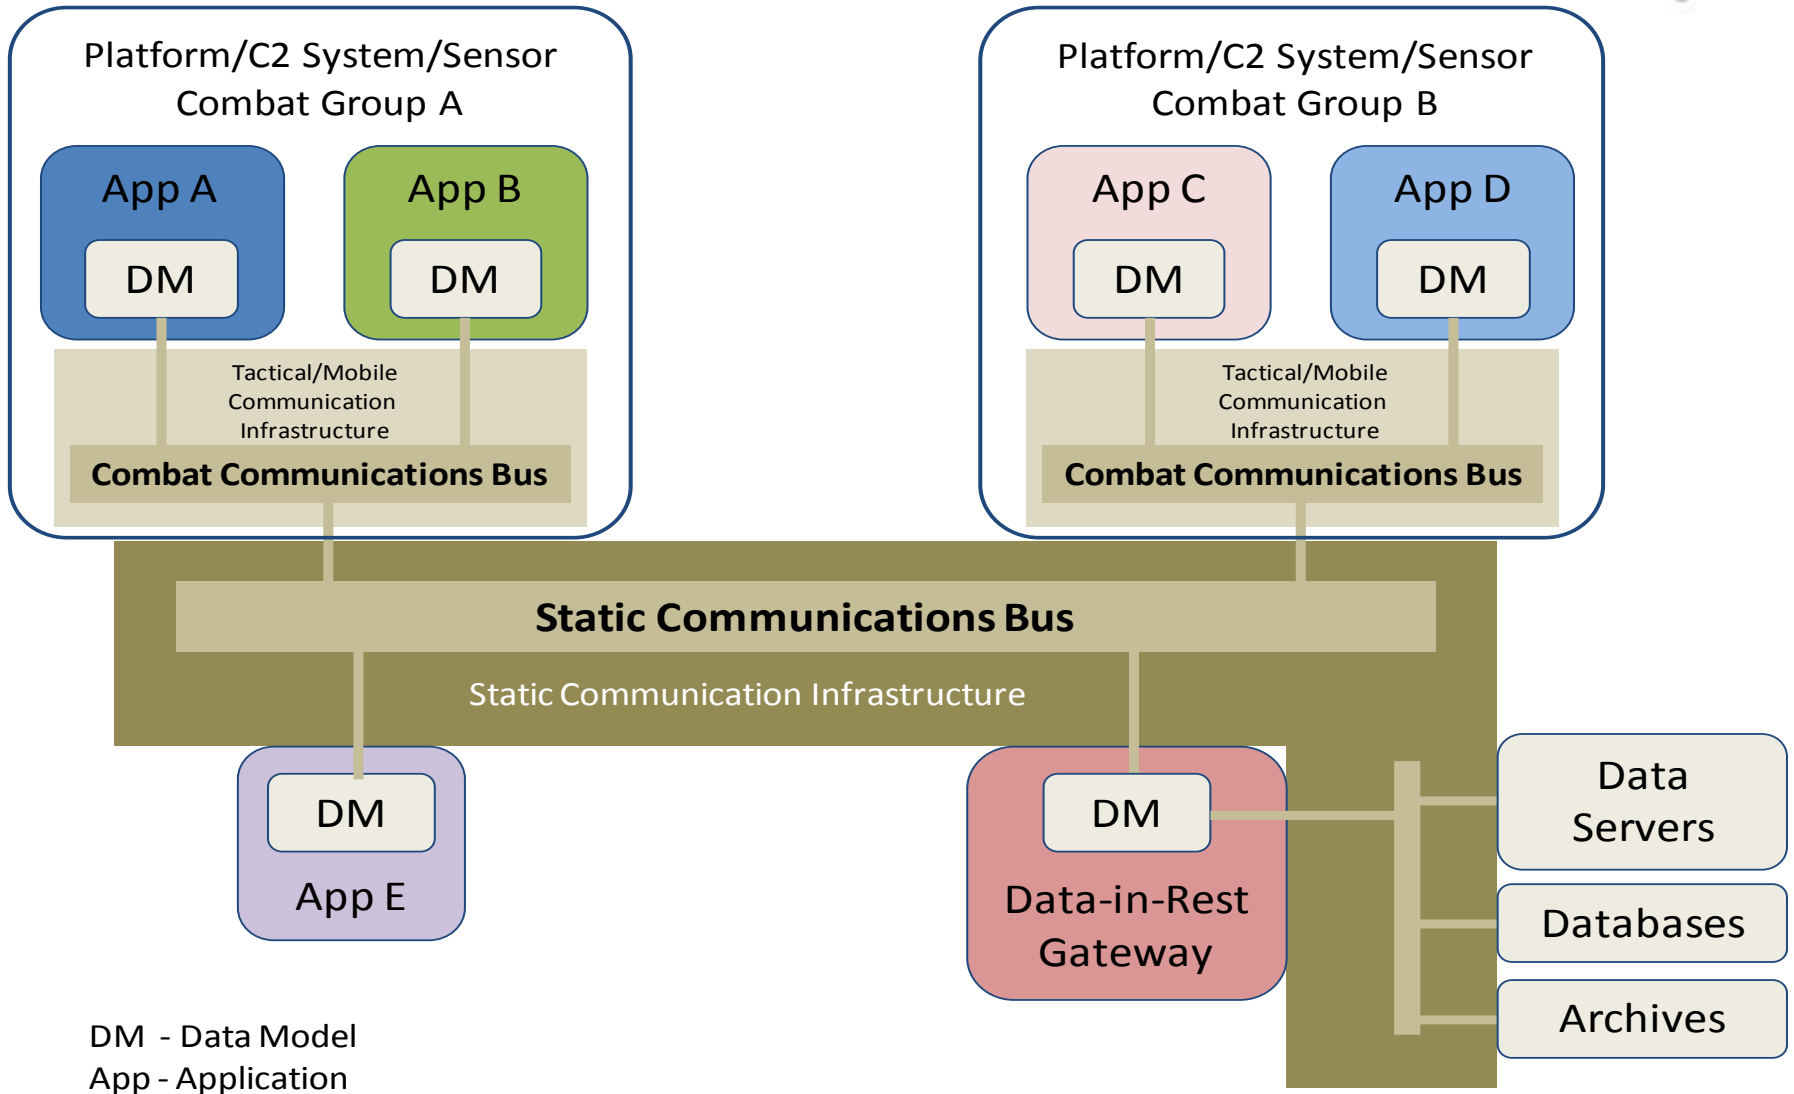 Platform/C2 System/Sensor
Combat Group A
App A
App B
DM
DM
Tactical/Mobile
Communication
Infrastructure
Combat Communications Bus
Platform/C2 System/Sensor
Combat Group B
App C
App D
DM
DM
Tactical/Mobile
Communication
Infrastructure
Combat Communications Bus
Static Communications Bus
Static Communication Infrastructure
DM
App E
DM
Data-in-Rest
Gateway
Data
Servers
Databases
Archives
DM - Data Model
App - Application